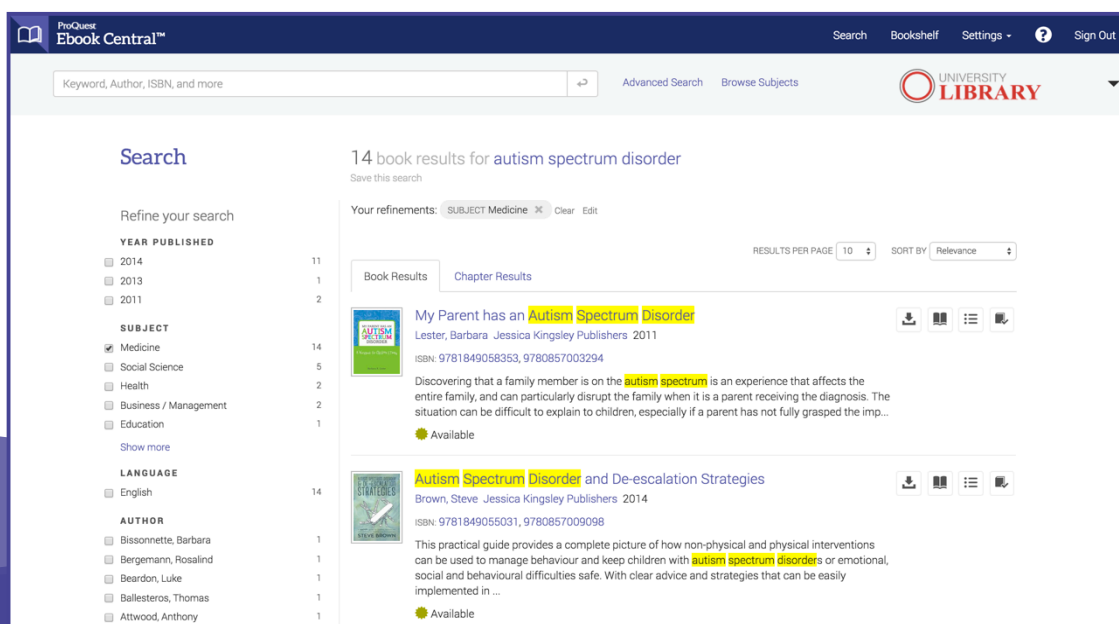 ProQuest
Ebook Central™
Search Bookshelf Settings ? Sign Out
Keyword, Author, ISBN, and more
Advanced Search Browse Subjects
UNIVERSITY
LIBRARY
Search
Refine your search
YEAR PUBLISHED
2014 11
2013 1
2011 2
SUBJECT
Medicine 14
Social Science 5
Health 2
Business / Management 2
Education 1
Show more
LANGUAGE
English 14
AUTHOR
Bissonnette, Barbara 1
Bergemann, Rosalind 1
Beardon, Luke 1
Ballesteros, Thomas 1
Attwood, Anthony 1
14 book results for autism spectrum disorder
Save this search
Your refinements: SUBJECT Medicine Clear Edit
RESULTS PER PAGE 10 SORT BY Relevance
Book Results Chapter Results
MY PARENT HAS AN
AUTISM
SPECTRUM
DISORDER
My Parent has an Autism Spectrum Disorder
Lester, Barbara Jessica Kingsley Publishers 2011
ISBN: 9781849058353, 9780857003294
Discovering that a family member is on the autism spectrum is an experience that affects the
entire family, and can particularly disrupt the family when it is a parent receiving the diagnosis. The
situation can be difficult to explain to children, especially if a parent has not fully grasped the imp...
Available
STRATEGIES
STEVE BROWN
Autism Spectrum Disorder and De-escalation Strategies
Brown, Steve Jessica Kingsley Publishers 2014
ISBN: 9781849055031, 9780857009098
This practical guide provides a complete picture of how non-physical and physical interventions
can be used to manage behaviour and keep children with autism spectrum disorders or emotional,
social and behavioural difficulties safe. With clear advice and strategies that can be easily
implemented in ...
Available